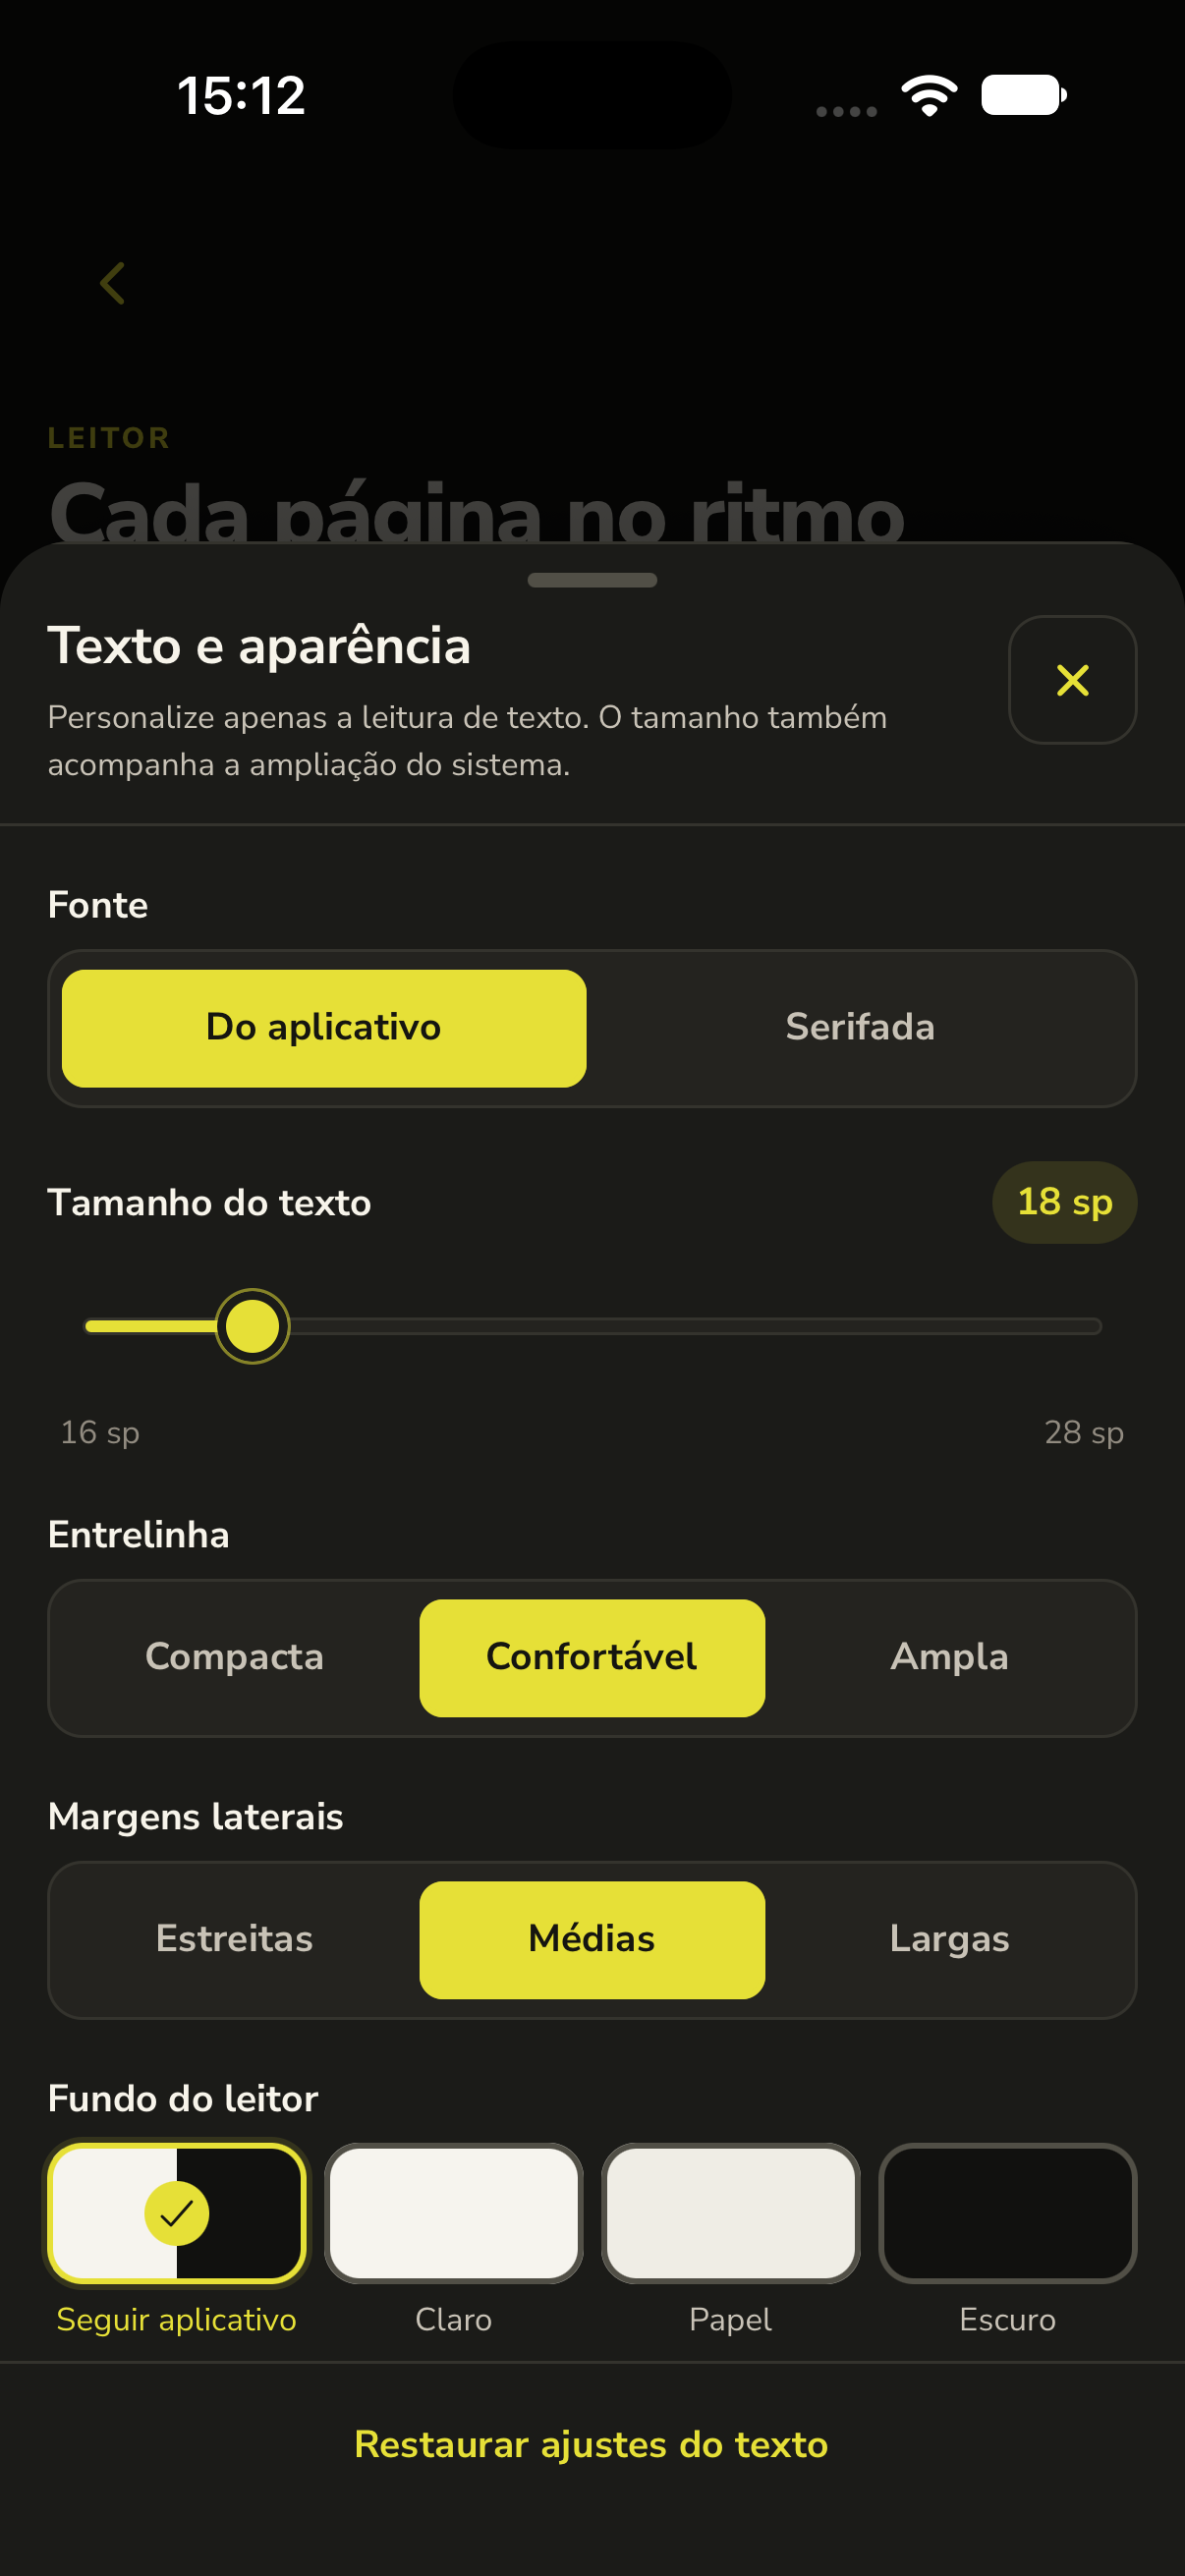 15:12
LEITOR
Cada página no ritmo
Texto e aparência
Personalize apenas a leitura de texto. O tamanho também
acompanha a ampliação do sistema.
Fonte
Do aplicativo
Serifada
Tamanho do texto
18 sp
16 sp
28 sp
Entrelinha
Compacta
Confortável
Ampla
Margens laterais
Estreitas
Médias
Largas
Fundo do leitor
Seguir aplicativo
Claro
Papel
Escuro
Restaurar ajustes do texto